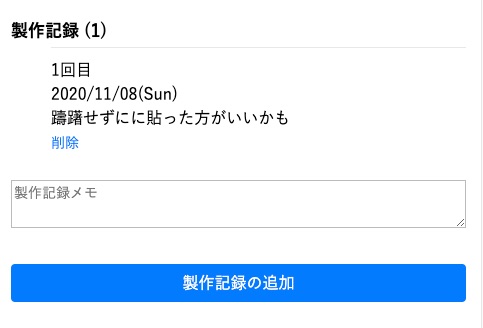 製作記録 (1)
1回目
2020/11/08(Sun)
躊躇せずにに貼った方がいいかも
削除
製作記録メモ
製作記録の追加